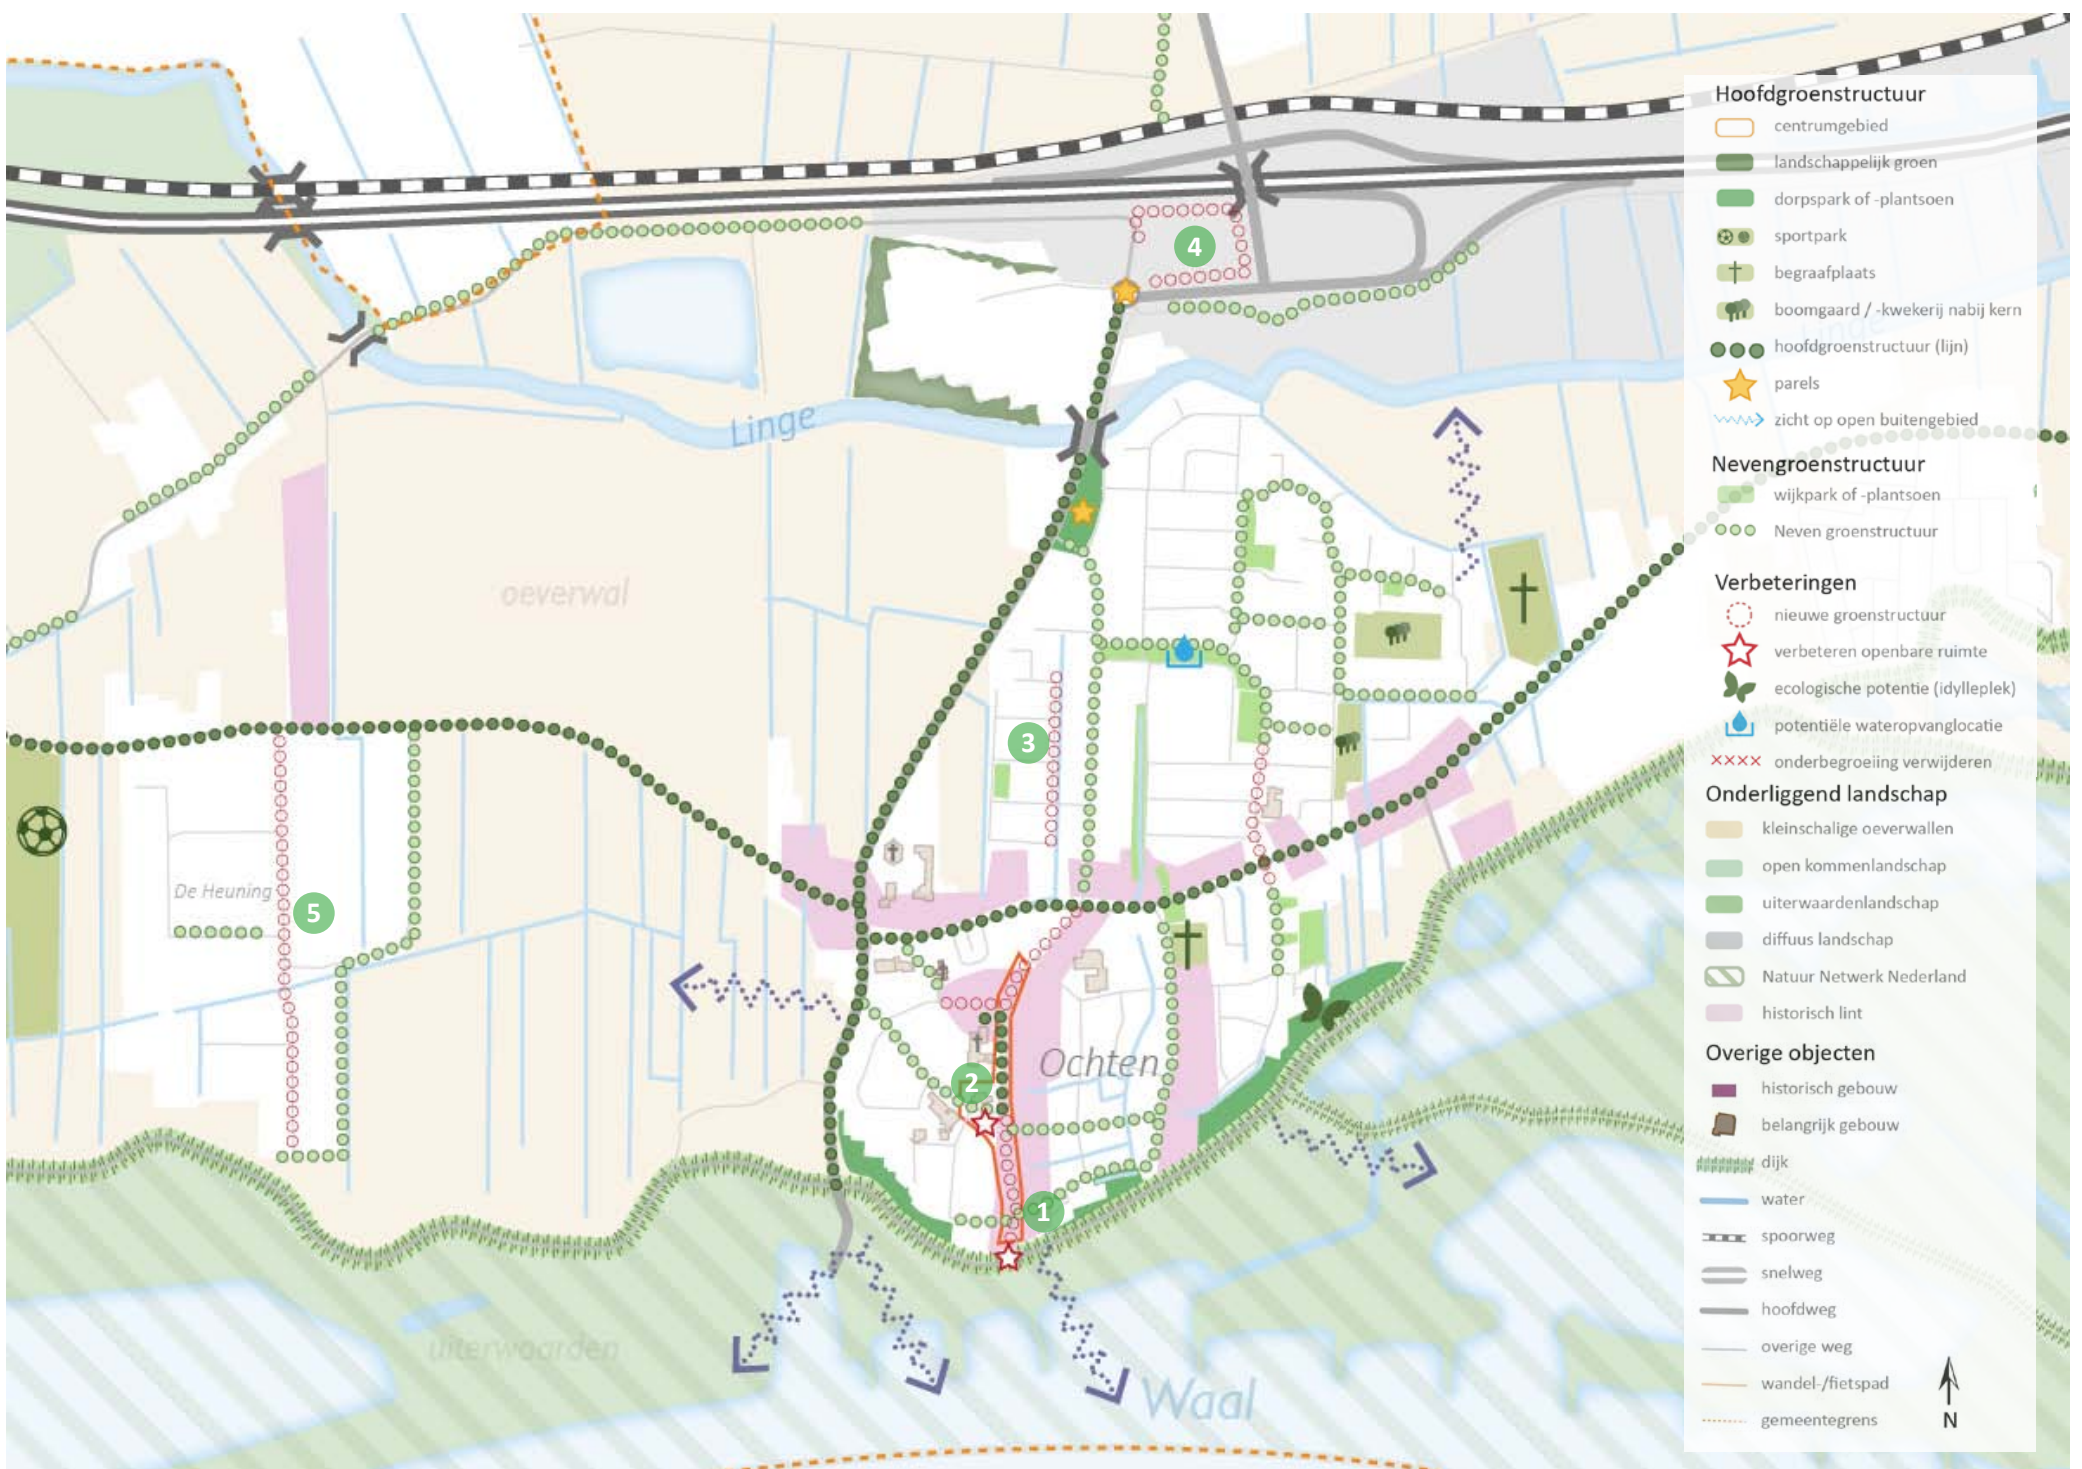 Hoofdgroenstructuur
centrumgebied
landschappelijk groen
dorpspark of -plantsoen
sportpark
begraafplaats
boomgaard / -kwekerij nabij kern
hoofdgroenstructuur (lijn)
parels
zicht op open buitengebied
Nevengroenstructuur
wijkpark of -plantsoen
Neven groenstructuur
Verbeteringen
nieuwe groenstructuur
verbeteren openbare ruimte
ecologische potentie (idylleplek)
potentiële wateropvanglocatie
onderbegroeiing verwijderen
Onderliggend landschap
kleinschalige oeverwallen
open kommenlandschap
uiterwaardenlandschap
diffuus landschap
Natuur Netwerk Nederland
historisch lint
Overige objecten
historisch gebouw
belangrijk gebouw
dijk
water
spoorweg
snelweg
hoofdweg
overige weg
wandel-/fietspad
gemeentegrens
N
4
Linge
Linge
oeverwal
3
De Heuning
5
Ochten
2
1
uiterwaarden
Waal